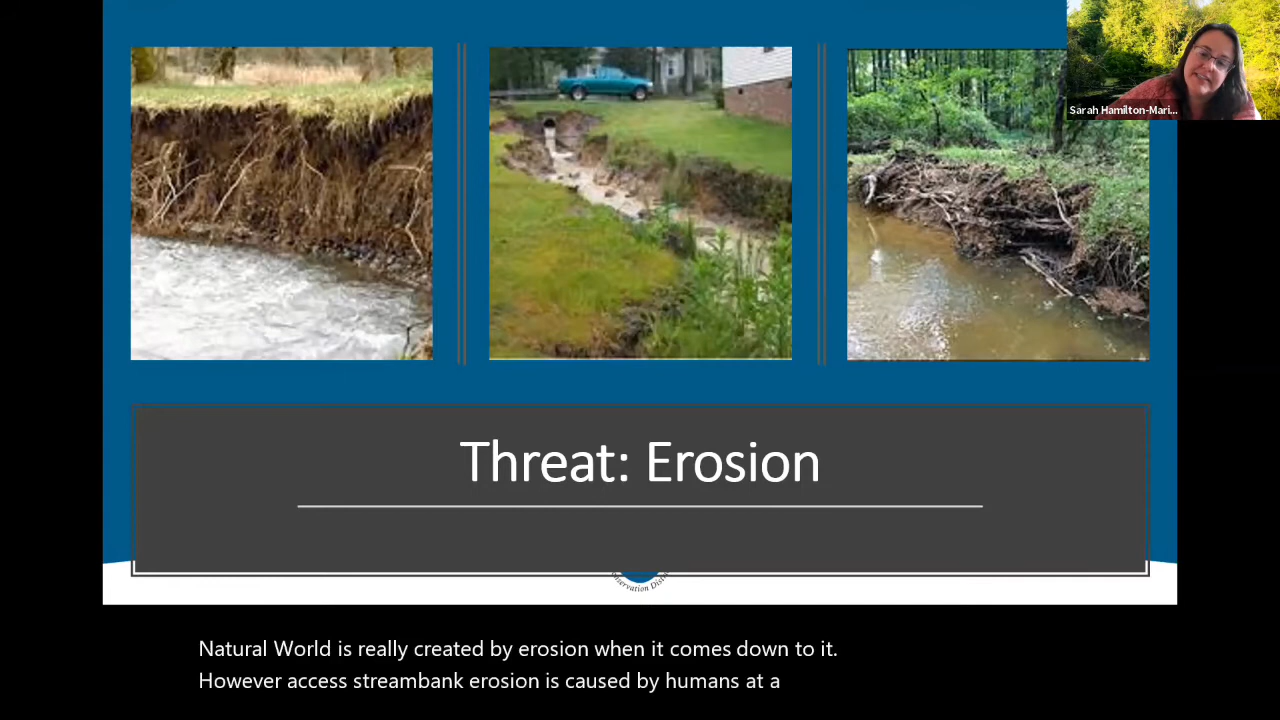 Sarah Hamilton-Mari...
Threat: Erosion
Natural World is really created by erosion when it comes down to it.
However access streambank erosion is caused by humans at a